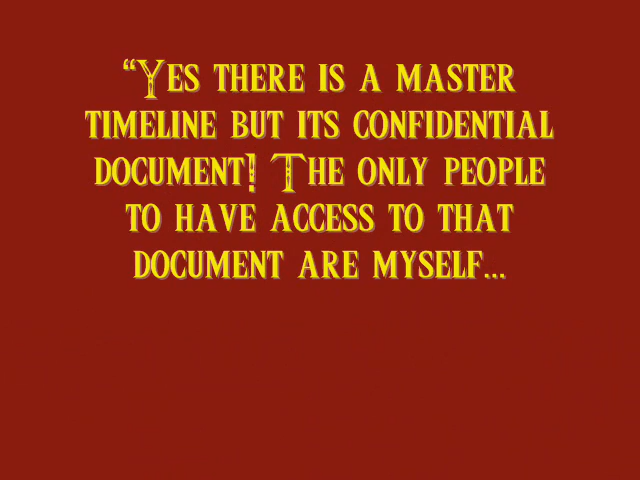 “Yes there is a master
timeline but its confidential
document! The only people
to have access to that
document are myself...